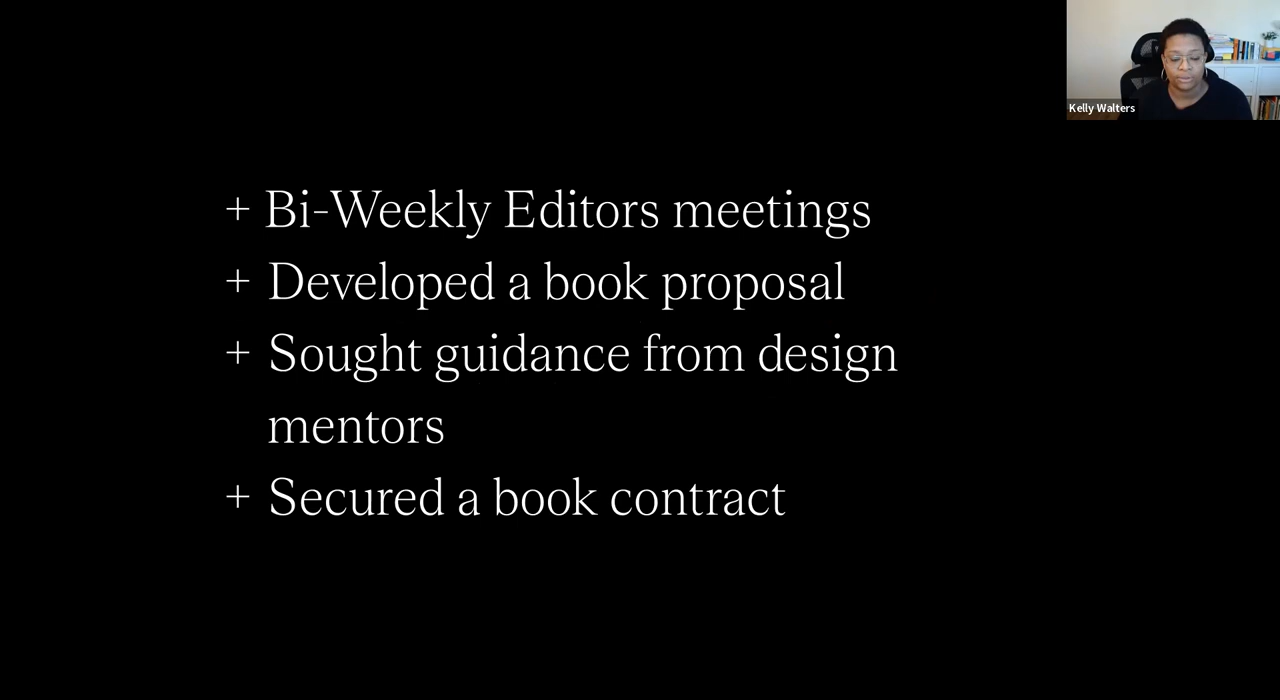 Kelly Walters
+ Bi-Weekly Editors meetings
+ Developed a book proposal
+ Sought guidance from design
mentors
+ Secured a book contract